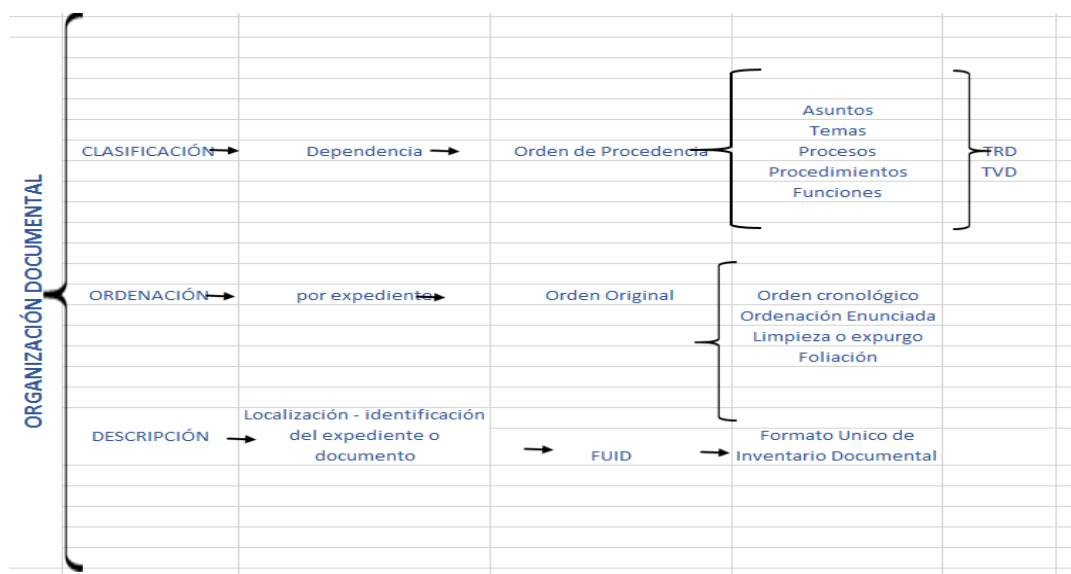 ORGANIZACIÓN DOCUMENTAL
CLASIFICACIÓN
Dependencia
Orden de Procedencia
Asuntos
Temas
Procesos
Procedimientos
Funciones
TRD
TVD
ORDENACIÓN
por expediente
Orden Original
Orden cronológico
Ordenación Enunciada
Limpieza o expurgo
Foliación
DESCRIPCIÓN
Localización - identificación
del expediente o
documento
FUID
Formato Unico de
Inventario Documental